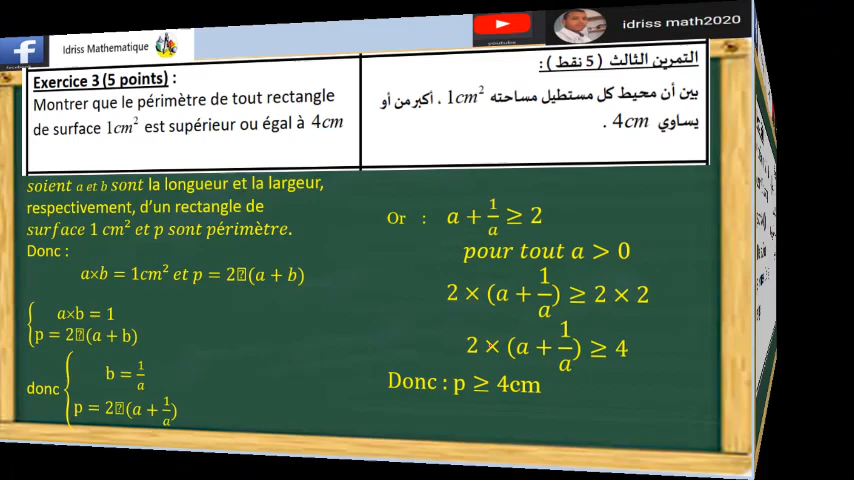 Idriss Mathematique
idriss math2020
Exercice 3 (5 points) :
Montrer que le périmètre de tout rectangle
de surface 1cm² est supérieur ou égal à 4cm
التمرين الثالث ( 5 نقط ) :
بين أن محيط كل مستطيل مساحته 1cm² ، أكبر من أو
يساوي 4cm .
soient a et b sont la longueur et la largeur,
respectivement, d'un rectangle de
surface 1 cm² et p sont périmètre.
Donc :
a×b = 1cm² et p = 2⍰(a + b)
{ a×b = 1
p = 2⍰(a + b)
donc { b = 1/a
p = 2⍰(a + 1/a)
Or : a + 1/a ≥ 2
pour tout a > 0
2 × (a + 1/a) ≥ 2 × 2
2 × (a + 1/a) ≥ 4
Donc : p ≥ 4cm